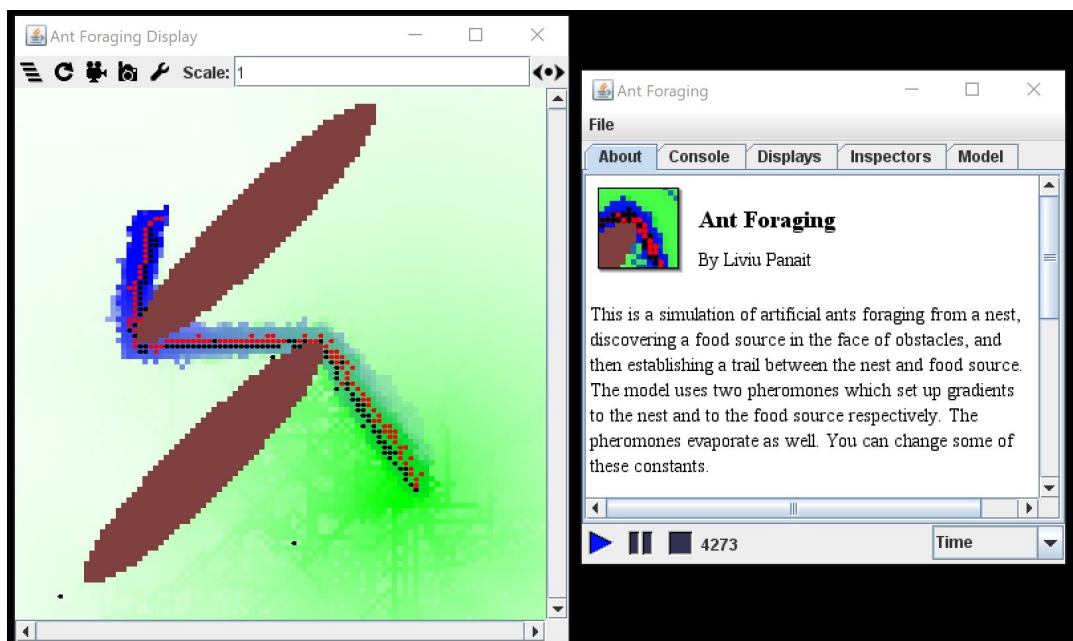 Ant Foraging Display
Scale: 1
Ant Foraging
File
About Console Displays Inspectors Model
Ant Foraging
By Liviu Panait
This is a simulation of artificial ants foraging from a nest,
discovering a food source in the face of obstacles, and
then establishing a trail between the nest and food source.
The model uses two pheromones which set up gradients
to the nest and to the food source respectively. The
pheromones evaporate as well. You can change some of
these constants.
4273 Time